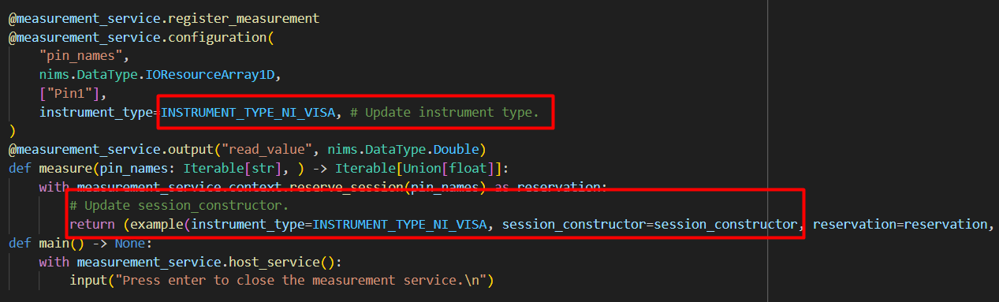 @measurement_service.register_measurement
@measurement_service.configuration(
    "pin_names",
    nims.DataType.IOResourceArray1D,
    ["Pin1"],
    instrument_type=INSTRUMENT_TYPE_NI_VISA, # Update instrument type.
)
@measurement_service.output("read_value", nims.DataType.Double)
def measure(pin_names: Iterable[str], ) -> Iterable[Union[float]]:
    with measurement_service.context.reserve_session(pin_names) as reservation:
        # Update session_constructor.
        return (example(instrument_type=INSTRUMENT_TYPE_NI_VISA, session_constructor=session_constructor, reservation=reservation,
def main() -> None:
    with measurement_service.host_service():
        input("Press enter to close the measurement service.\n")